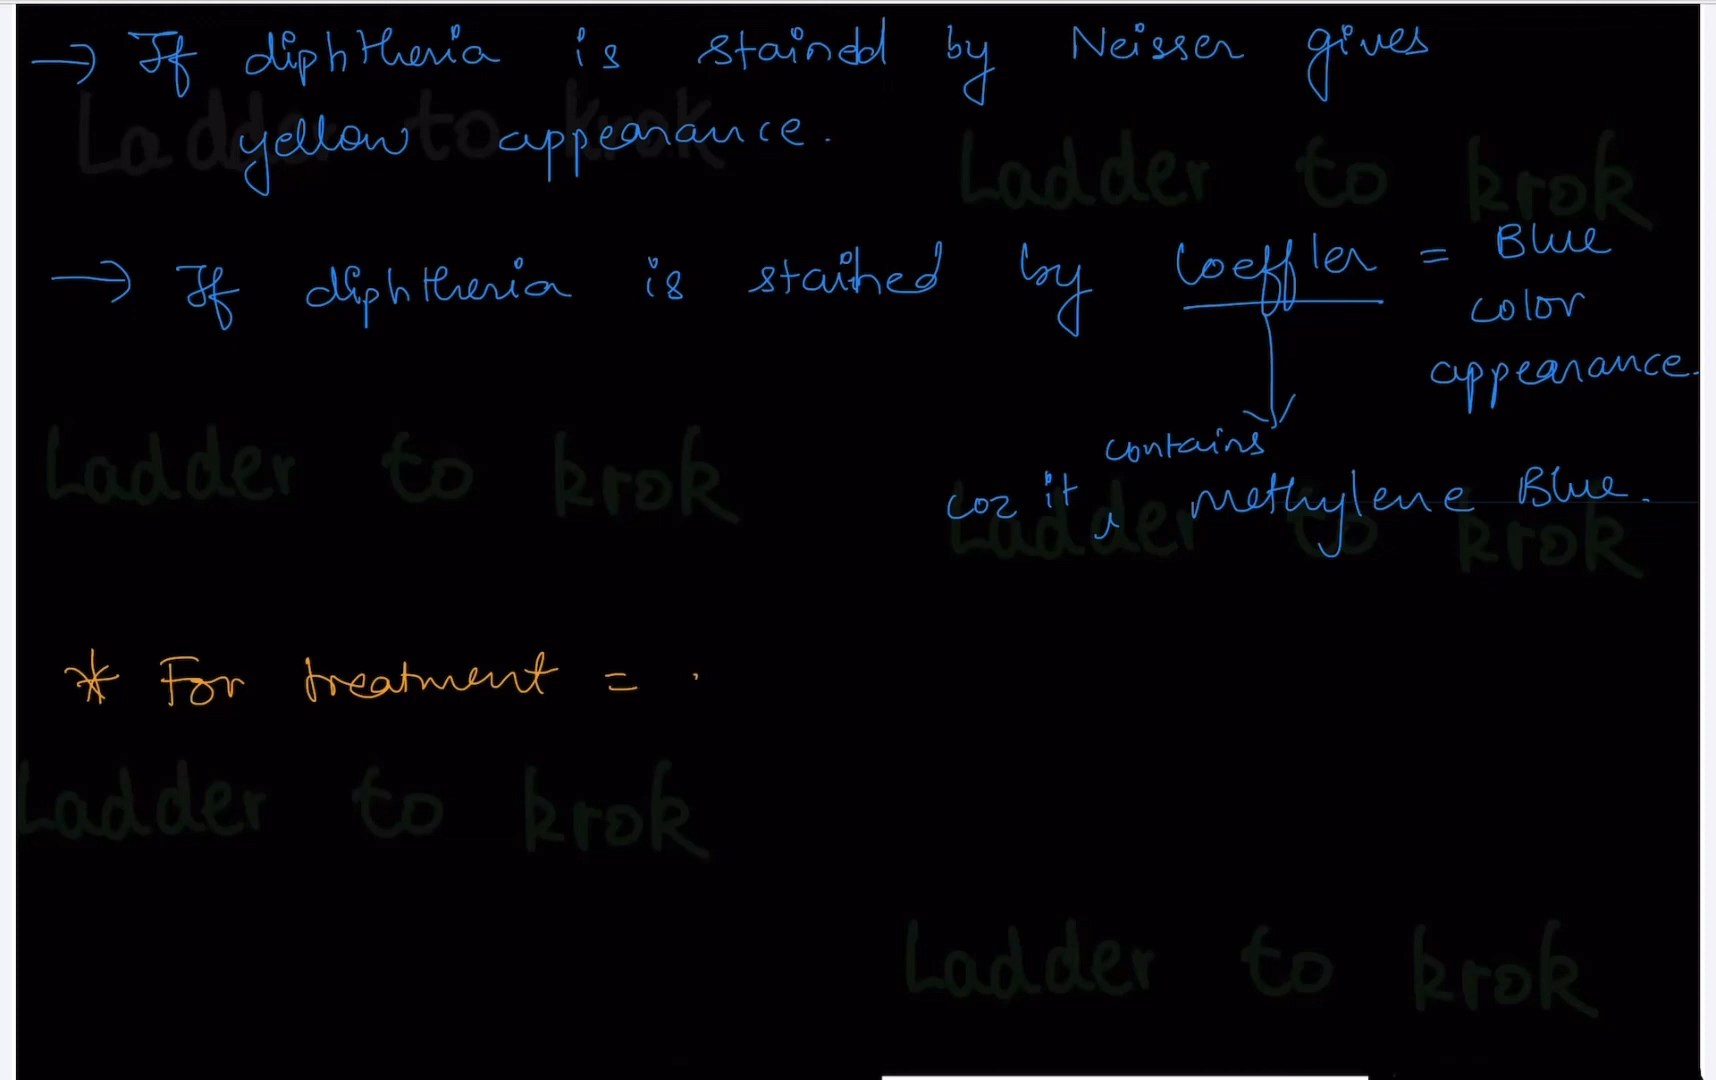 → If diphtheria is stained by Neisser gives
yellow appearance.
→ If diphtheria is stained by Loeffler = Blue
color
appearance.
contains
coz it , methylene Blue.
* For treatment =
Ladder to krok
Ladder to krok
Ladder to krok
Ladder to krok
Ladder to krok
Ladder to krok